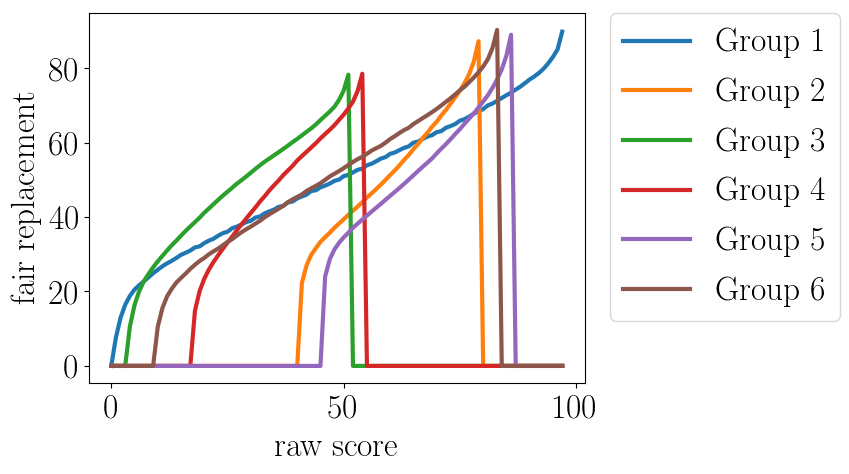 fair replacement
80
60
40
20
0
0 50 100
raw score
Group 1
Group 2
Group 3
Group 4
Group 5
Group 6